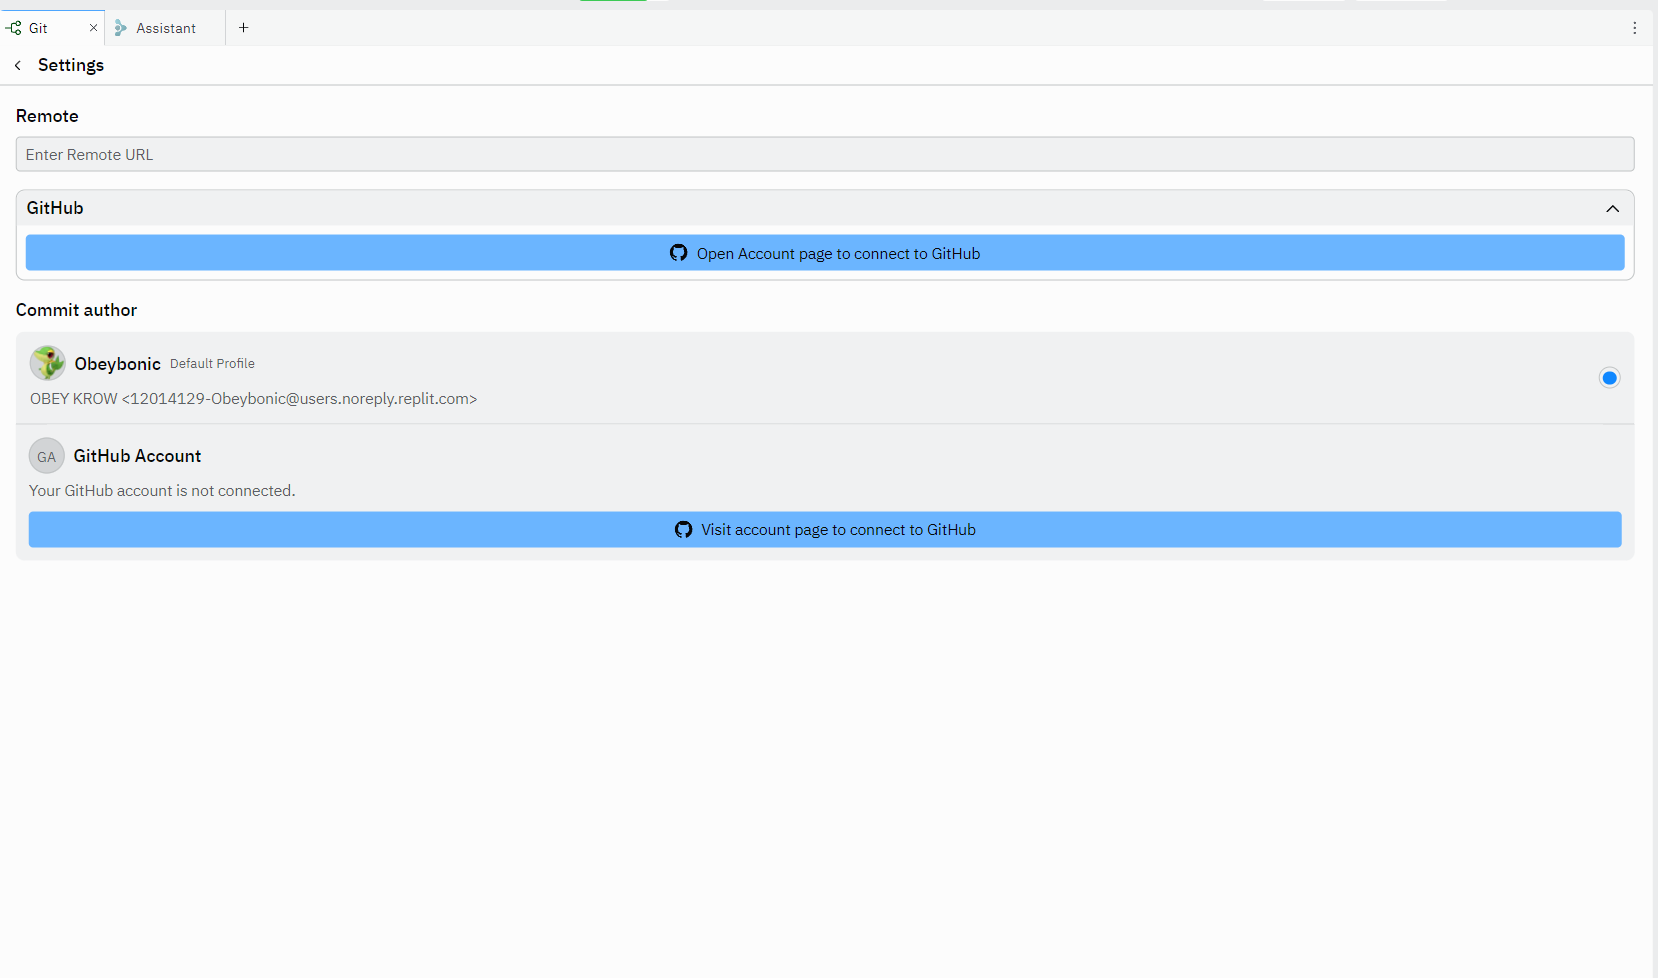 Git
Assistant
Settings
Remote
Enter Remote URL
GitHub
Open Account page to connect to GitHub
Commit author
Obeybonic Default Profile
OBEY KROW <12014129-Obeybonic@users.noreply.replit.com>
GA GitHub Account
Your GitHub account is not connected.
Visit account page to connect to GitHub